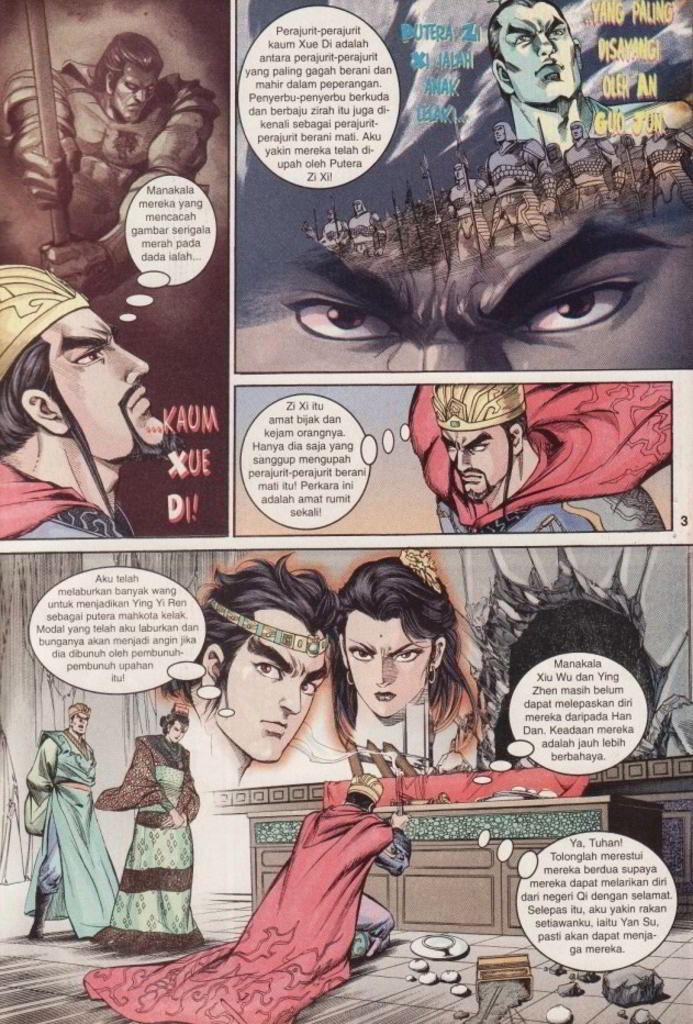 Manakala
mereka yang
mencacah
gambar serigala
merah pada
dada ialah...
...KAUM
XUE
DI!
Perajurit-perajurit
kaum Xue Di adalah
antara perajurit-perajurit
yang paling gagah berani dan
mahir dalam peperangan.
Penyerbu-penyerbu berkuda
dan berbaju zirah itu juga di-
kenali sebagai perajurit-
perajurit berani mati. Aku
yakin mereka telah di-
upah oleh Putera
Zi Xi!
PUTERA ZI
XI IALAH
ANAK
LELAKI...
...YANG PALING
DISAYANGI
OLEH AN
GUO JUN.
Zi Xi itu
amat bijak dan
kejam orangnya.
Hanya dia saja yang
sanggup mengupah
perajurit-perajurit berani
mati itu! Perkara ini
adalah amat rumit
sekali!
3
Aku telah
melaburkan banyak wang
untuk menjadikan Ying Yi Ren
sebagai putera mahkota kelak.
Modal yang telah aku laburkan dan
bunganya akan menjadi angin jika
dia dibunuh oleh pembunuh-
pembunuh upahan
itu!
Manakala
Xiu Wu dan Ying
Zhen masih belum
dapat melepaskan diri
mereka daripada Han
Dan. Keadaan mereka
adalah jauh lebih
berbahaya.
Ya, Tuhan!
Tolonglah merestui
mereka berdua supaya
mereka dapat melarikan diri
dari negeri Qi dengan selamat.
Selepas itu, aku yakin rakan
setiawanku, iaitu Yan Su,
pasti akan dapat menja-
ga mereka.